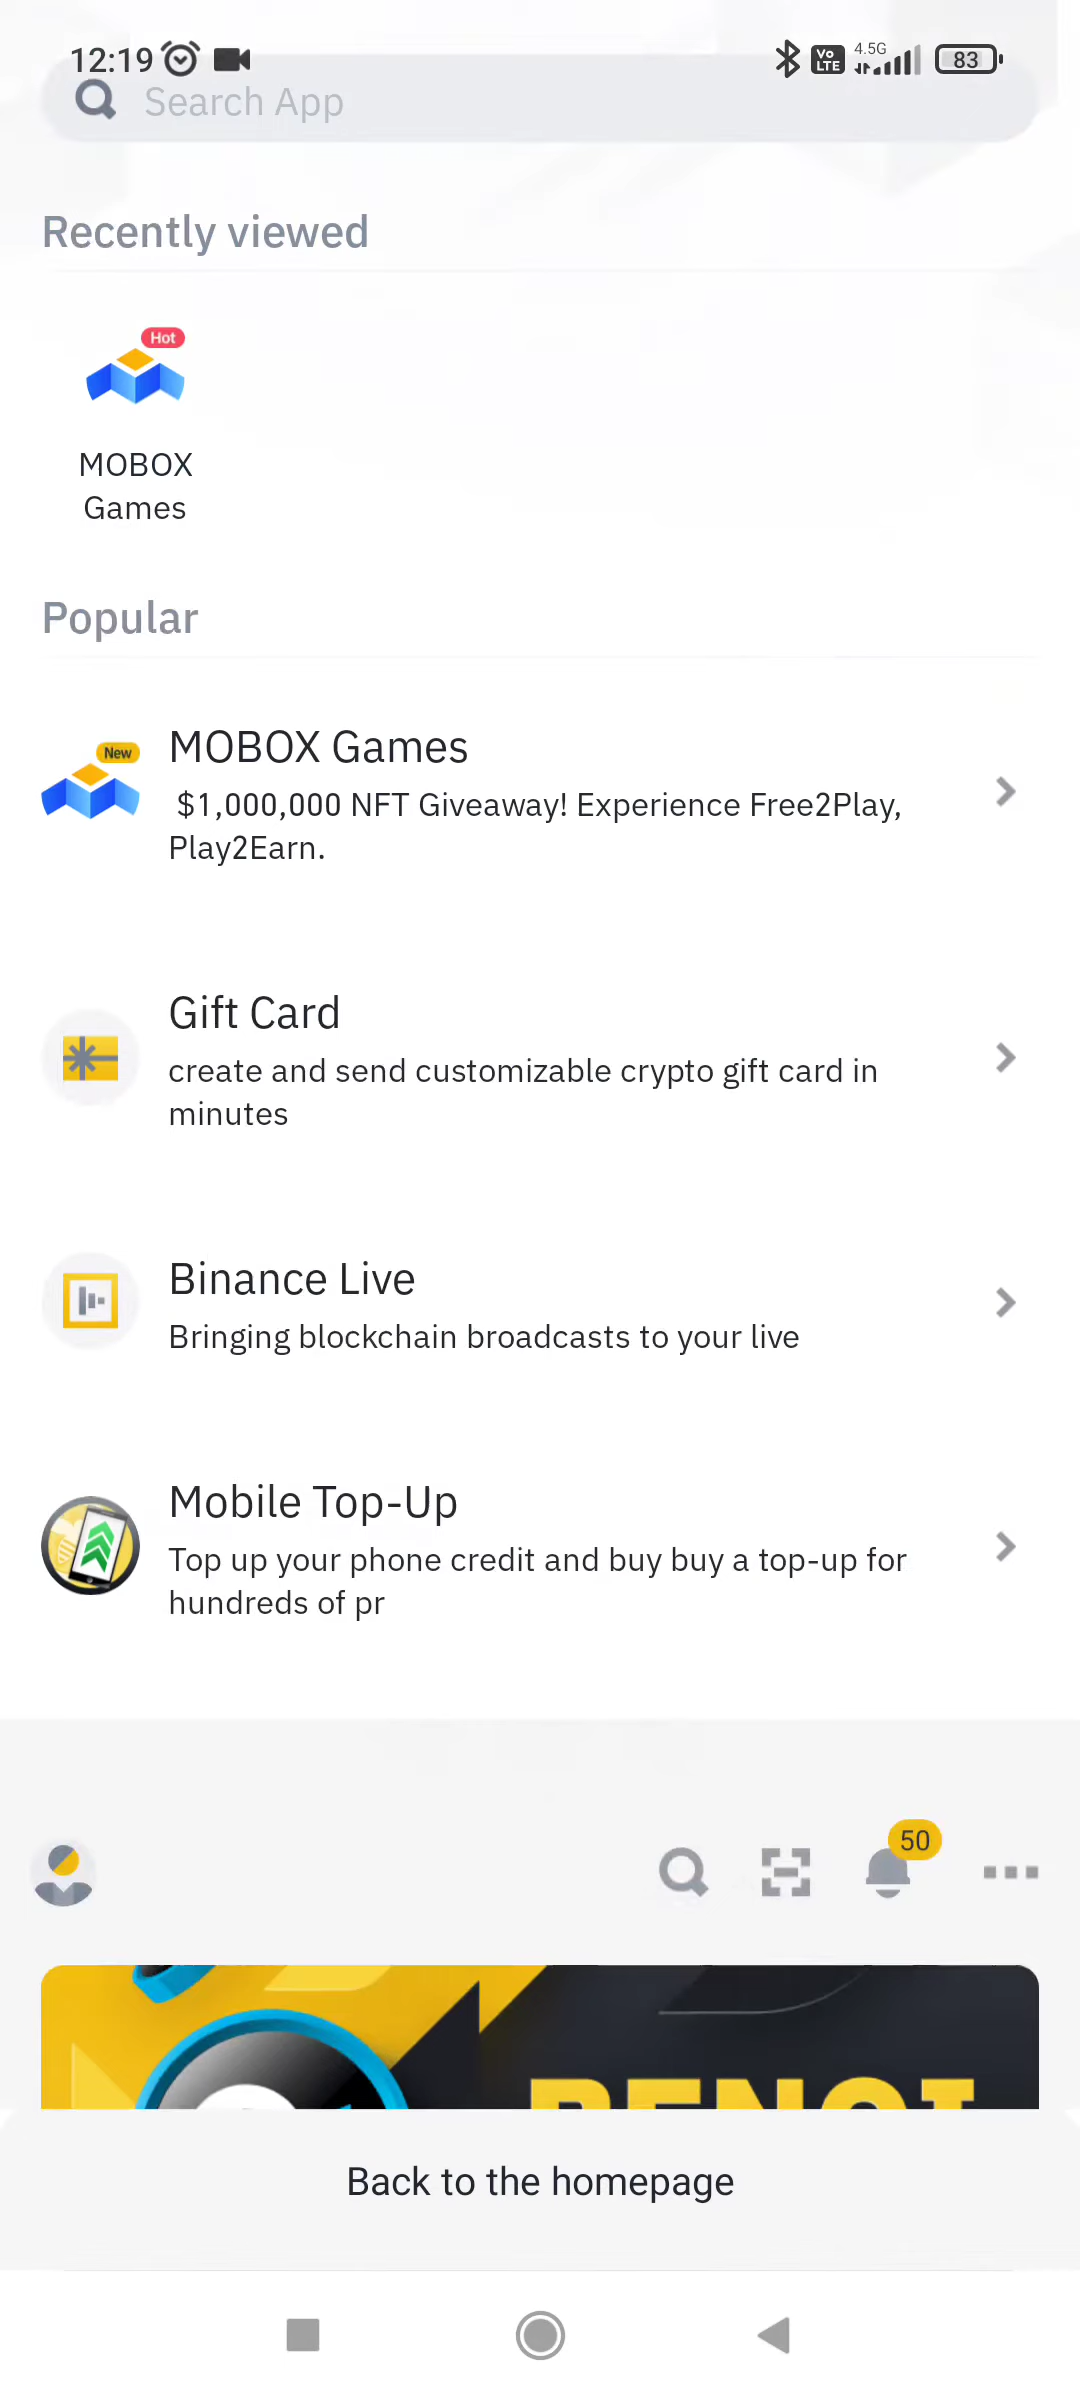 12:19
Vo
LTE
4.5G
83
Search App
Recently viewed
Hot
MOBOX
Games
Popular
New
MOBOX Games
$1,000,000 NFT Giveaway! Experience Free2Play,
Play2Earn.
Gift Card
create and send customizable crypto gift card in
minutes
Binance Live
Bringing blockchain broadcasts to your live
Mobile Top-Up
Top up your phone credit and buy buy a top-up for
hundreds of pr
50
Back to the homepage